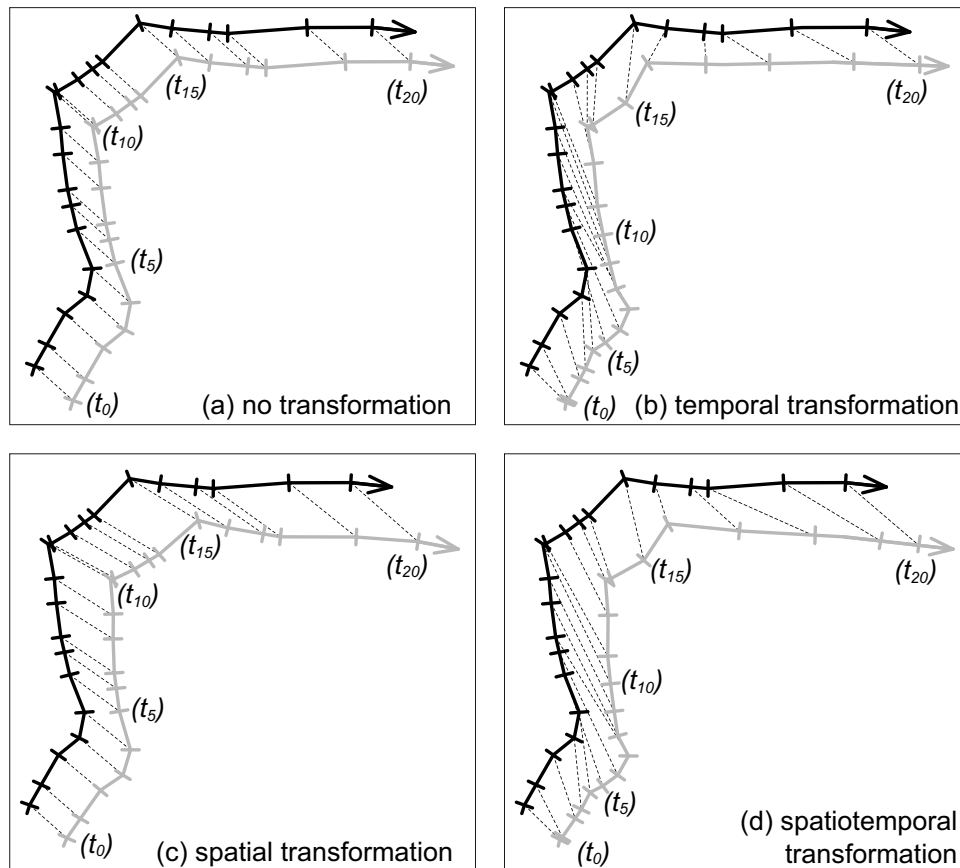 (t15)
(t20)
(t10)
(t5)
(t0)
(a) no transformation
(t20)
(t15)
(t10)
(t5)
(t0)
(b) temporal transformation
(t15)
(t20)
(t10)
(t5)
(t0)
(c) spatial transformation
(t15)
(t20)
(t10)
(t5)
(t0)
(d) spatiotemporal
transformation